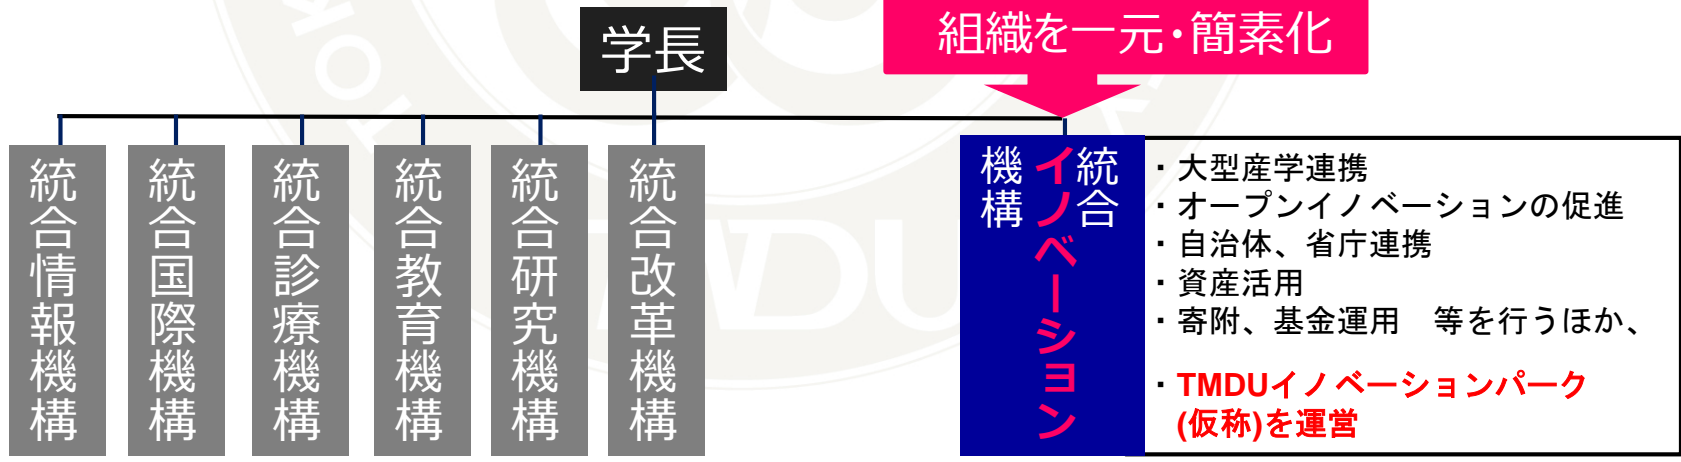 学長
組織を一元・簡素化
統合情報機構
統合国際機構
統合診療機構
統合教育機構
統合研究機構
統合改革機構
統合
イノベーション
機構
・大型産学連携
・オープンイノベーションの促進
・自治体、省庁連携
・資産活用
・寄附、基金運用　等を行うほか、
・TMDUイノベーションパーク
(仮称)を運営
TMDU